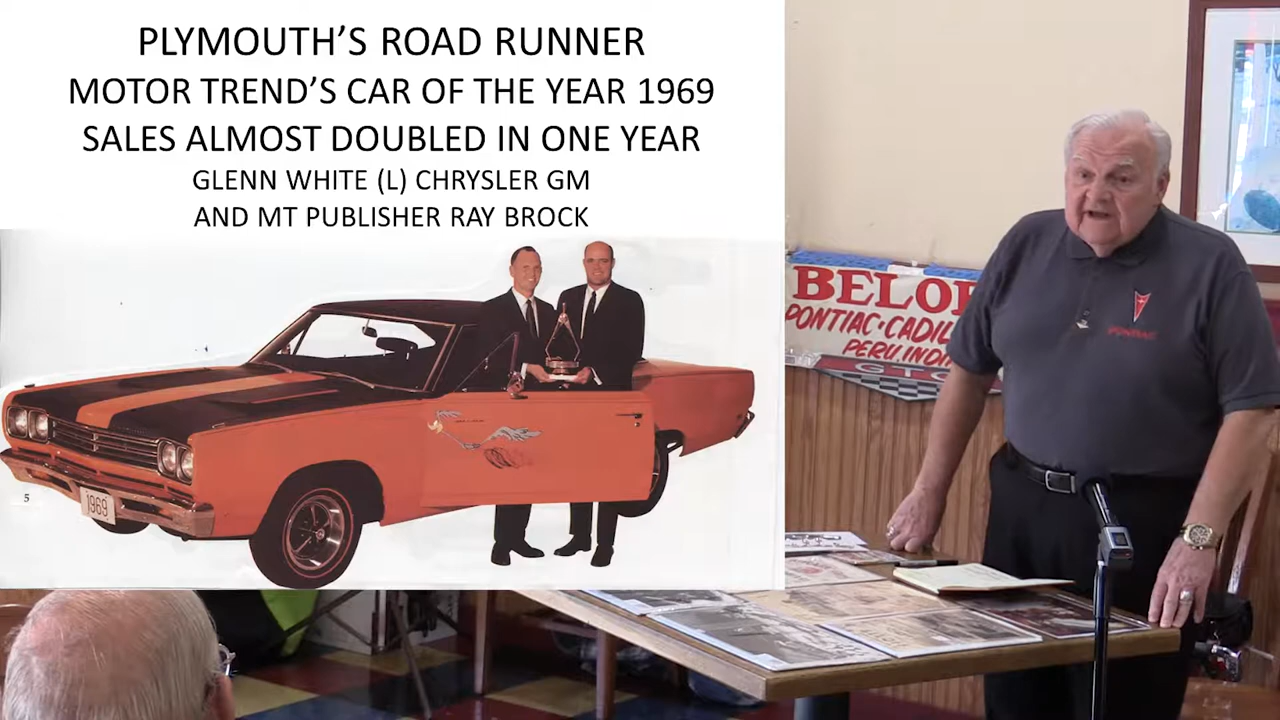 PLYMOUTH'S ROAD RUNNER
MOTOR TREND'S CAR OF THE YEAR 1969
SALES ALMOST DOUBLED IN ONE YEAR
GLENN WHITE (L) CHRYSLER GM
AND MT PUBLISHER RAY BROCK
5
1969
BELO
PONTIAC•CADIL
PERU, INDI
GTO
PONTIAC